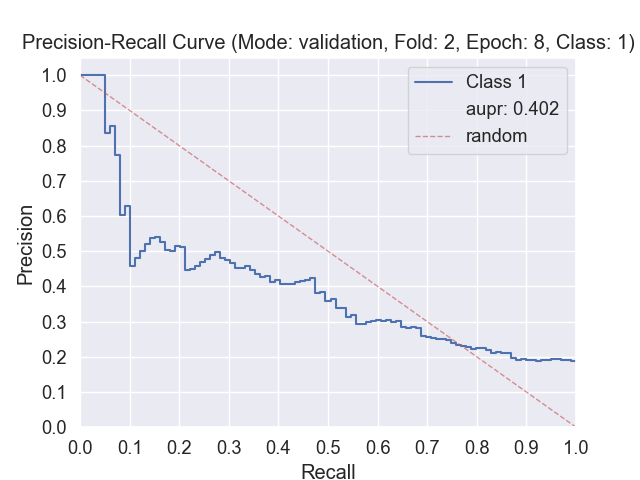 Precision-Recall Curve (Mode: validation, Fold: 2, Epoch: 8, Class: 1)
Class 1
aupr: 0.402
random
1.0
0.9
0.8
0.7
0.6
0.5
0.4
0.3
0.2
0.1
0.0
Precision
0.0 0.1 0.2 0.3 0.4 0.5 0.6 0.7 0.8 0.9 1.0
Recall